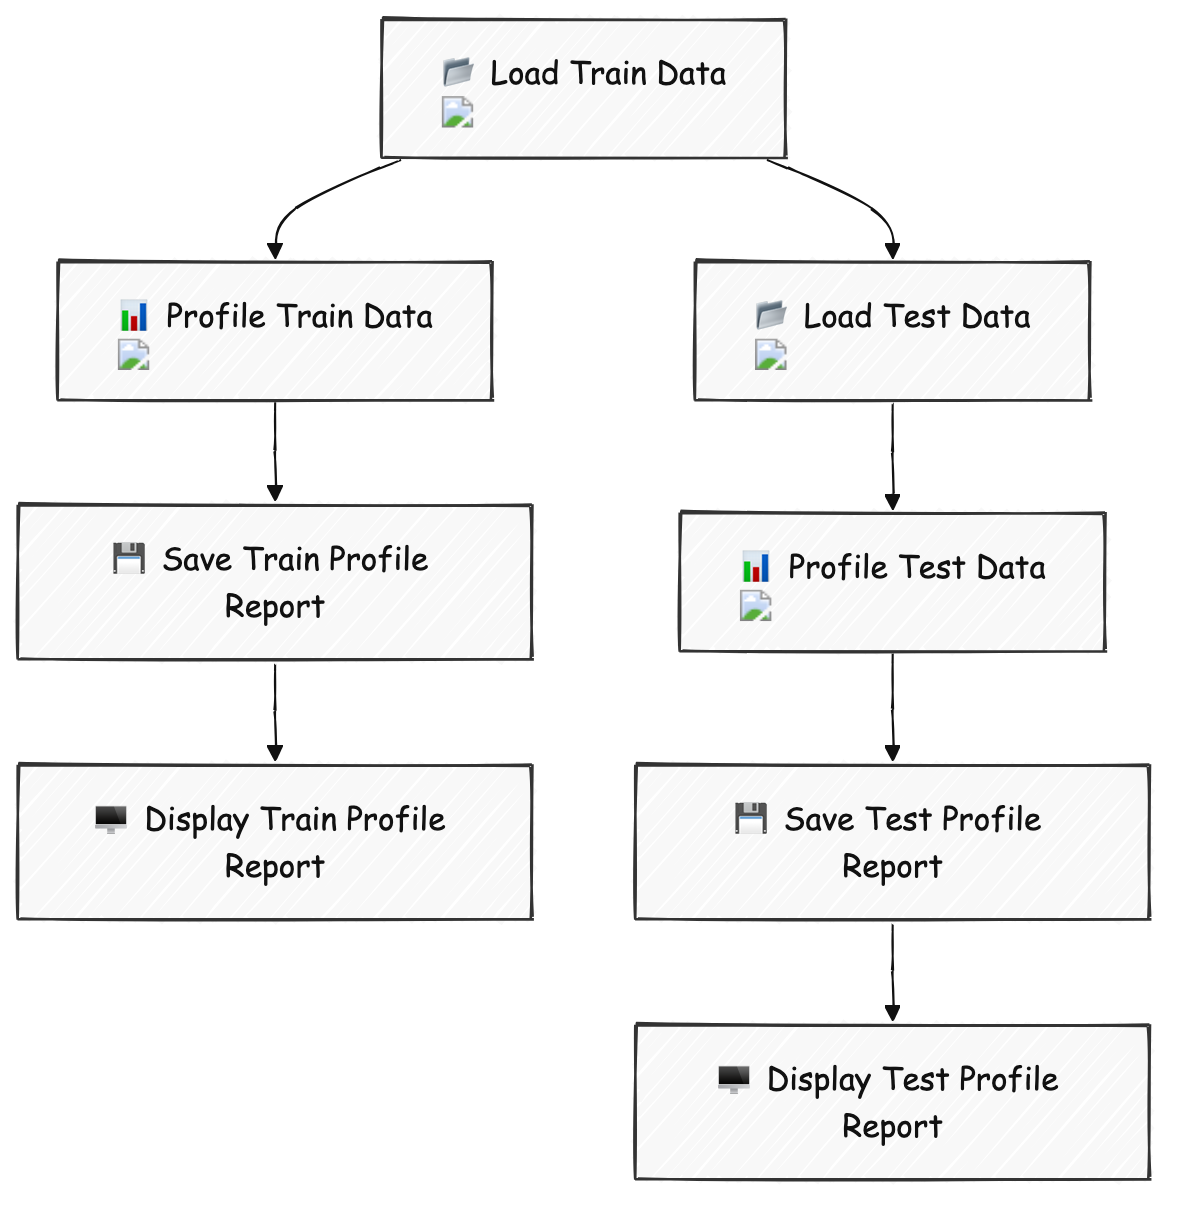 Load Train Data
Profile Train Data
Load Test Data
Save Train Profile
Report
Profile Test Data
Display Train Profile
Report
Save Test Profile
Report
Display Test Profile
Report